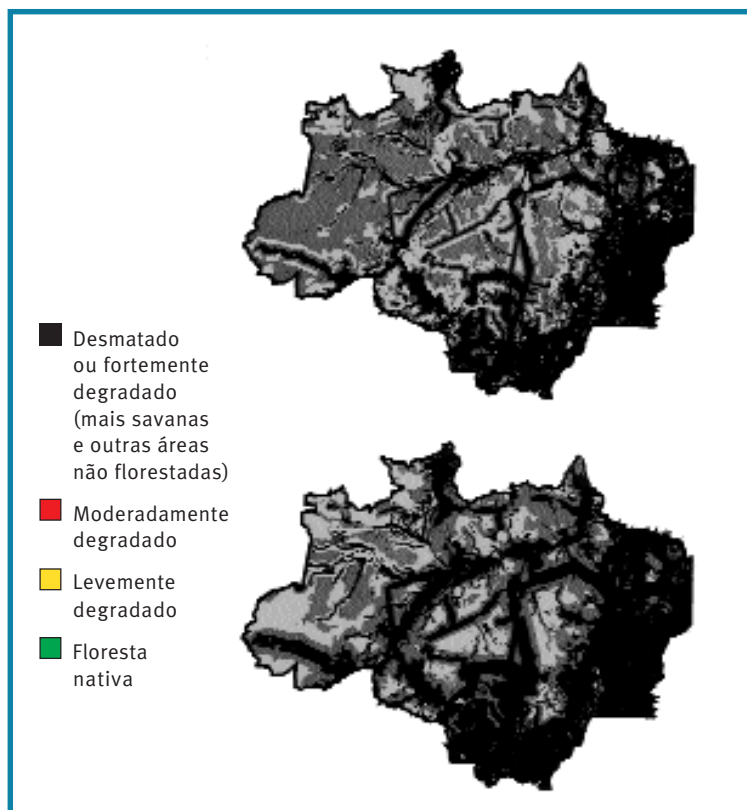 Desmatado
ou fortemente
degradado
(mais savanas
e outras áreas
não florestadas)
Moderadamente
degradado
Levemente
degradado
Floresta
nativa